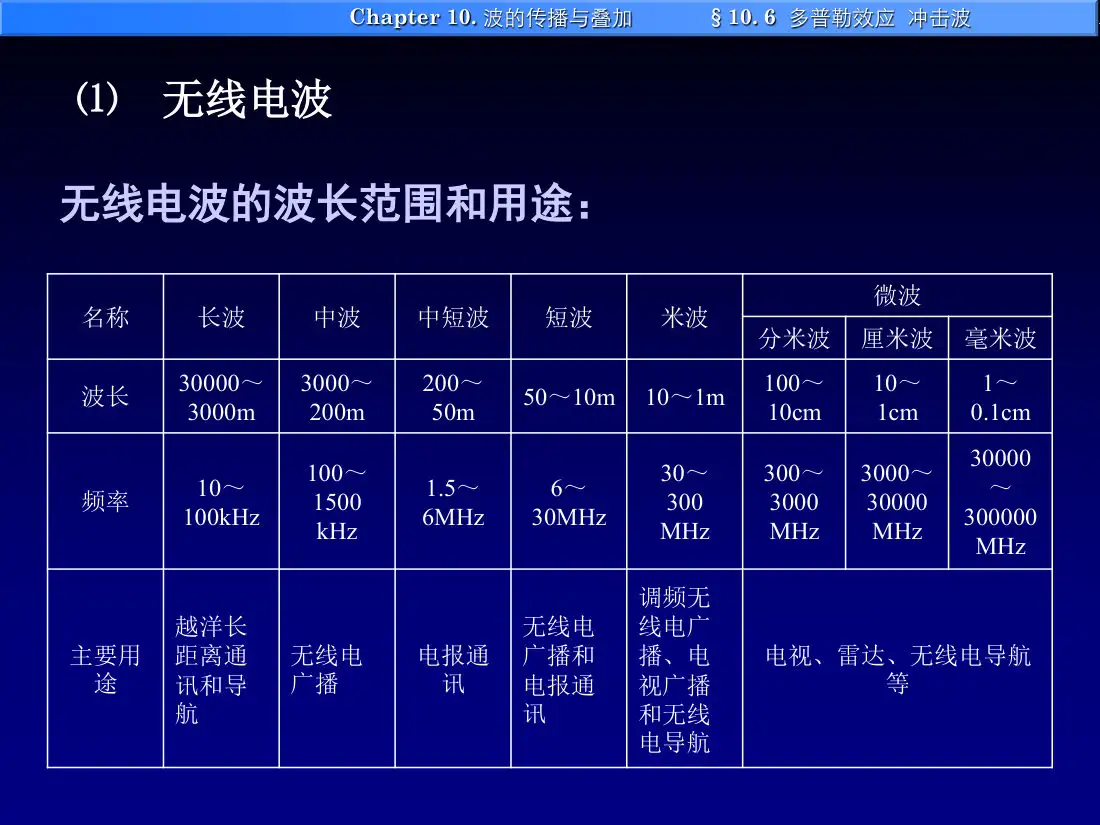 Chapter 10. 波的传播与叠加 §10. 6 多普勒效应 冲击波
⑴ 无线电波
无线电波的波长范围和用途：
名称
长波
中波
中短波
短波
米波
微波
分米波
厘米波
毫米波
波长
30000～
3000m
3000～
200m
200～
50m
50～10m
10～1m
100～
10cm
10～
1cm
1～
0.1cm
频率
10～
100kHz
100～
1500
kHz
1.5～
6MHz
6～
30MHz
30～
300
MHz
300～
3000
MHz
3000～
30000
MHz
30000
～
300000
MHz
主要用
途
越洋长
距离通
讯和导
航
无线电
广播
电报通
讯
无线电
广播和
电报通
讯
调频无
线电广
播、电
视广播
和无线
电导航
电视、雷达、无线电导航
等